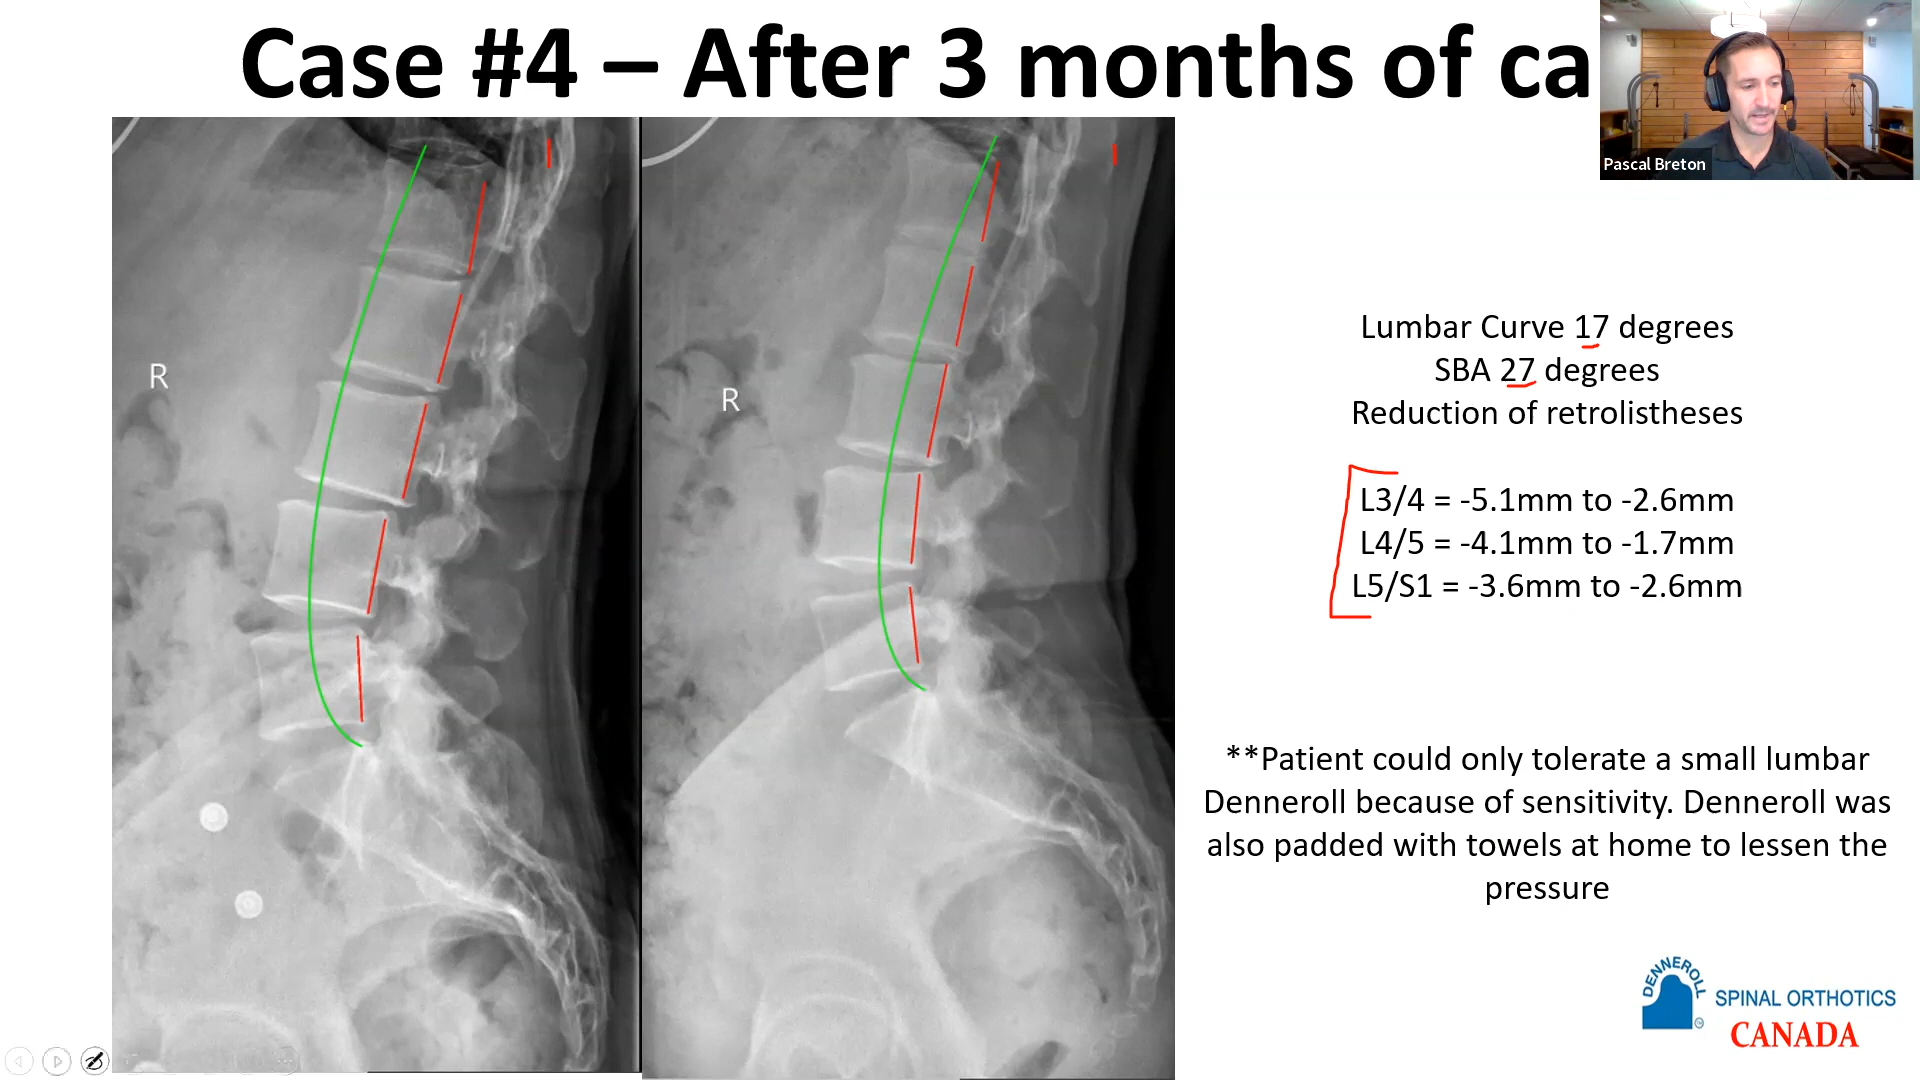 Case #4 – After 3 months of ca
Pascal Breton
R
R
Lumbar Curve 17 degrees
SBA 27 degrees
Reduction of retrolistheses
L3/4 = -5.1mm to -2.6mm
L4/5 = -4.1mm to -1.7mm
L5/S1 = -3.6mm to -2.6mm
**Patient could only tolerate a small lumbar
Denneroll because of sensitivity. Denneroll was
also padded with towels at home to lessen the
pressure
DENNEROLL
SPINAL ORTHOTICS
CANADA